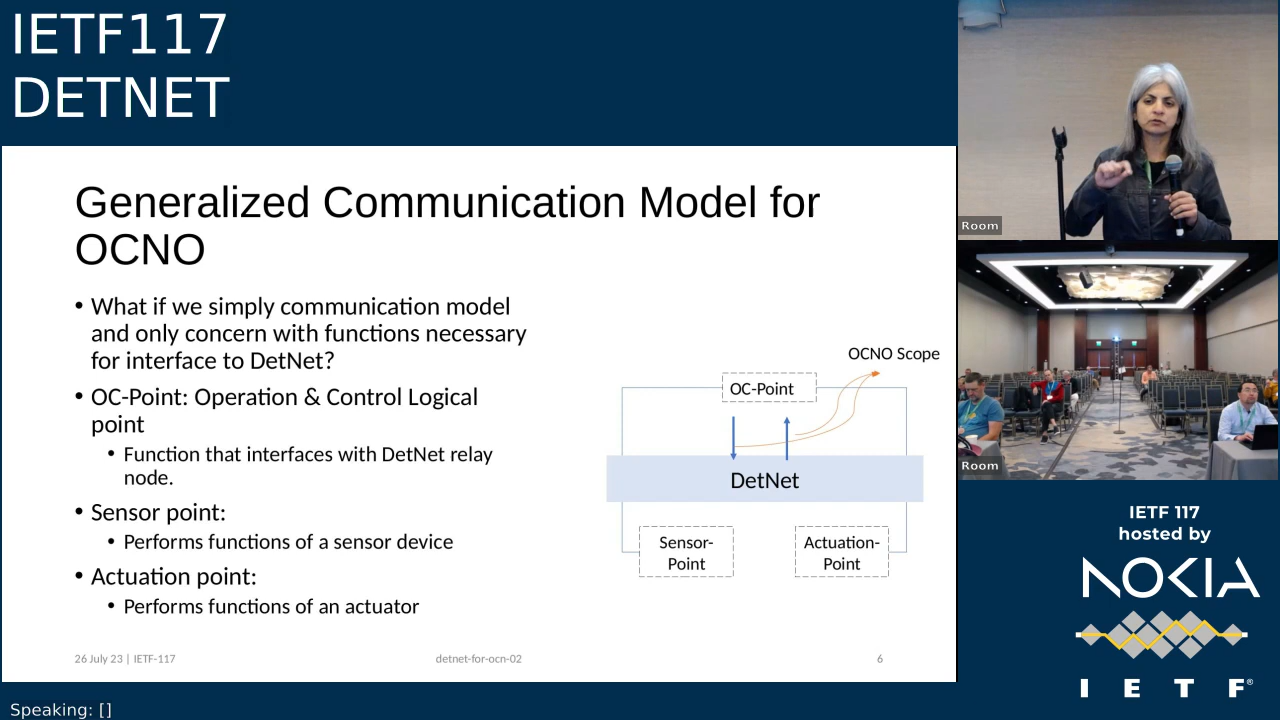 IETF117
DETNET
Generalized Communication Model for
OCNO
• What if we simply communication model
and only concern with functions necessary
for interface to DetNet?
• OC-Point: Operation & Control Logical
point
• Function that interfaces with DetNet relay
node.
• Sensor point:
• Performs functions of a sensor device
• Actuation point:
• Performs functions of an actuator
OCNO Scope
OC-Point
DetNet
Sensor-
Point
Actuation-
Point
26 July 23 | IETF-117
detnet-for-ocn-02
6
Room
Room
IETF 117
hosted by
NOKIA
I E T F®
Speaking: []